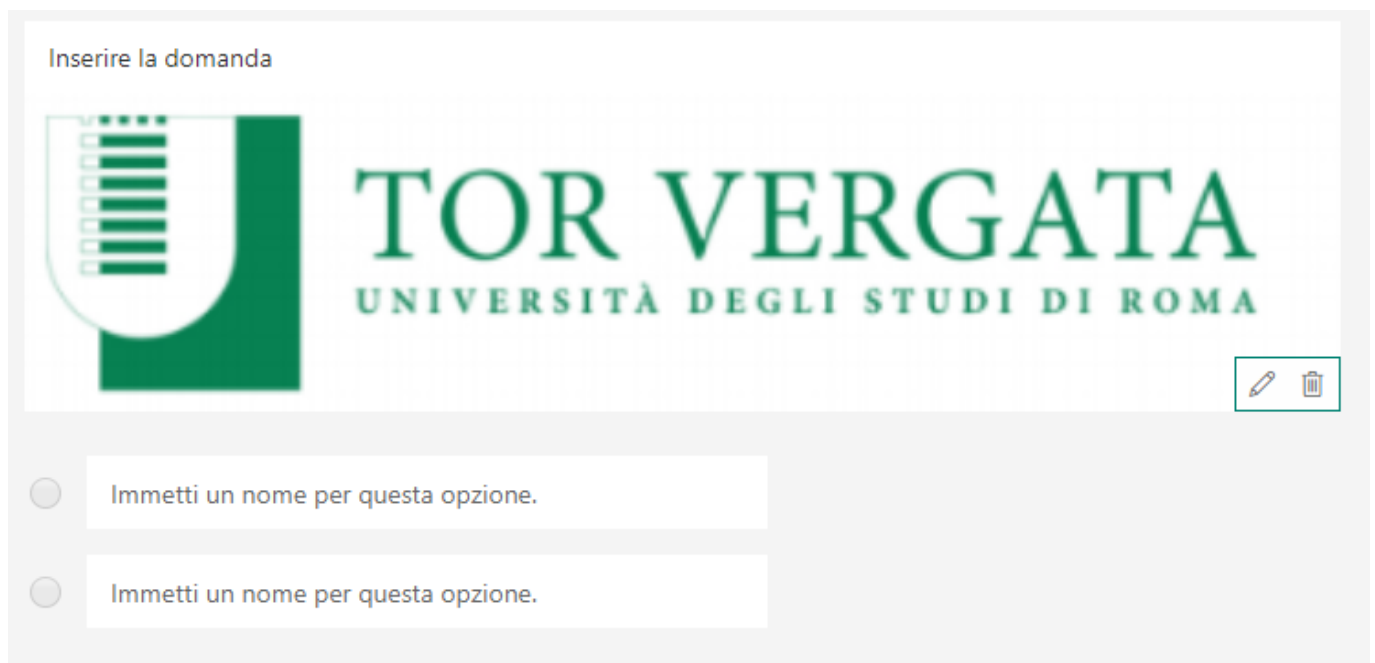 Inserire la domanda
TOR VERGATA
UNIVERSITÀ DEGLI STUDI DI ROMA
Immetti un nome per questa opzione.
Immetti un nome per questa opzione.